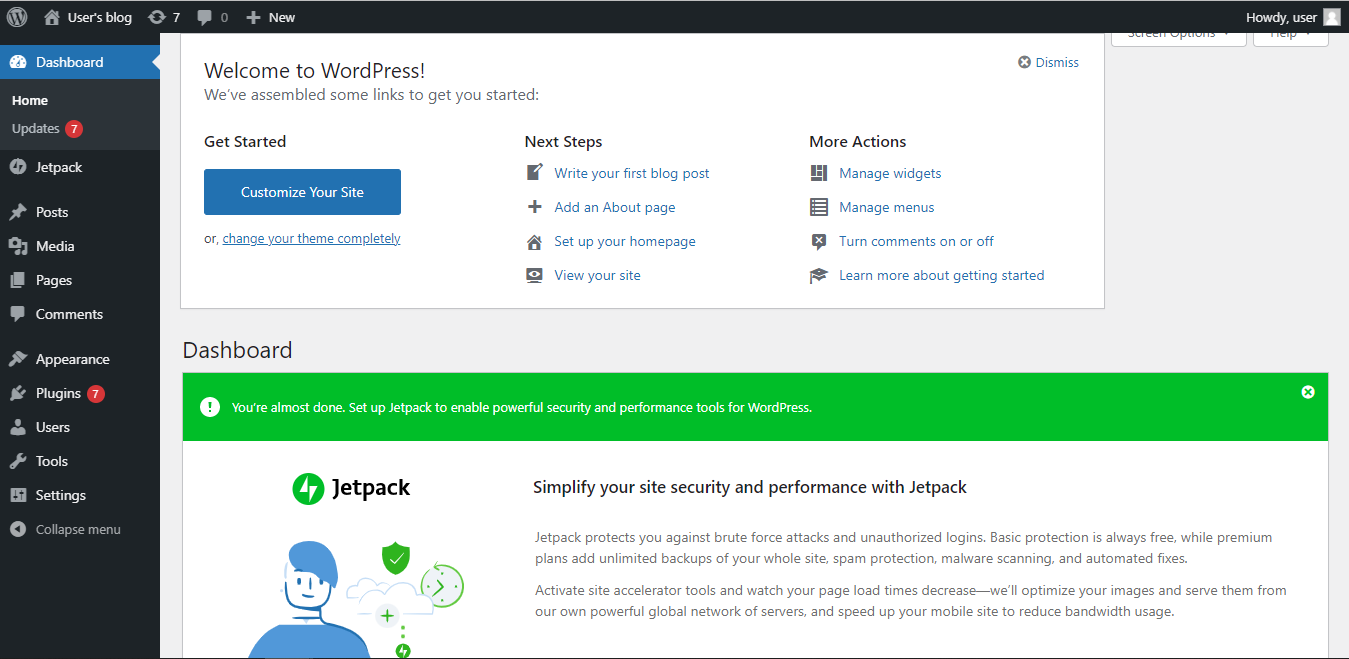 User's blog 7 0 New Howdy, user
Screen Options Help
Dashboard
Home
Updates 7
Jetpack
Posts
Media
Pages
Comments
Appearance
Plugins 7
Users
Tools
Settings
Collapse menu
Welcome to WordPress!
Dismiss
We've assembled some links to get you started:
Get Started
Customize Your Site
or, change your theme completely
Next Steps
Write your first blog post
Add an About page
Set up your homepage
View your site
More Actions
Manage widgets
Manage menus
Turn comments on or off
Learn more about getting started
Dashboard
You're almost done. Set up Jetpack to enable powerful security and performance tools for WordPress.
Jetpack
Simplify your site security and performance with Jetpack
Jetpack protects you against brute force attacks and unauthorized logins. Basic protection is always free, while premium
plans add unlimited backups of your whole site, spam protection, malware scanning, and automated fixes.
Activate site accelerator tools and watch your page load times decrease—we'll optimize your images and serve them from
our own powerful global network of servers, and speed up your mobile site to reduce bandwidth usage.